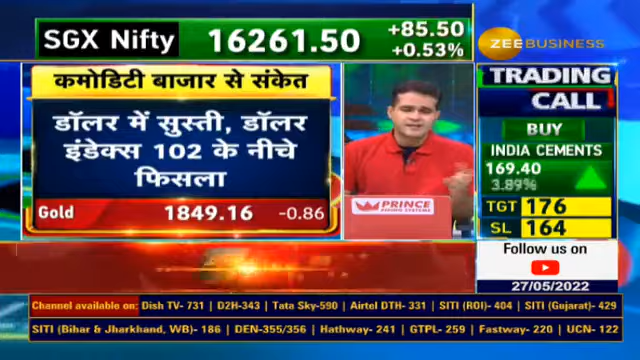 SGX Nifty 16261.50 +85.50
+0.53%
ZEE BUSINESS
कमोडिटी बाजार से संकेत
डॉलर में सुस्ती, डॉलर
इंडेक्स 102 के नीचे
फिसला
Gold 1849.16 -0.86
PRINCE
PIPING SYSTEMS
TRADING
CALL
BUY
INDIA CEMENTS
169.40
3.89%
TGT 176
SL 164
Follow us on
27/05/2022
Channel available on: Dish TV- 731 | D2H-343 | Tata Sky-590 | Airtel DTH- 331 | SITI (ROI)- 404 | SITI (Gujarat)- 429
SITI (Bihar & Jharkhand, WB)- 186 | DEN-355/356 | Hathway- 241 | GTPL- 259 | Fastway- 220 | UCN- 122